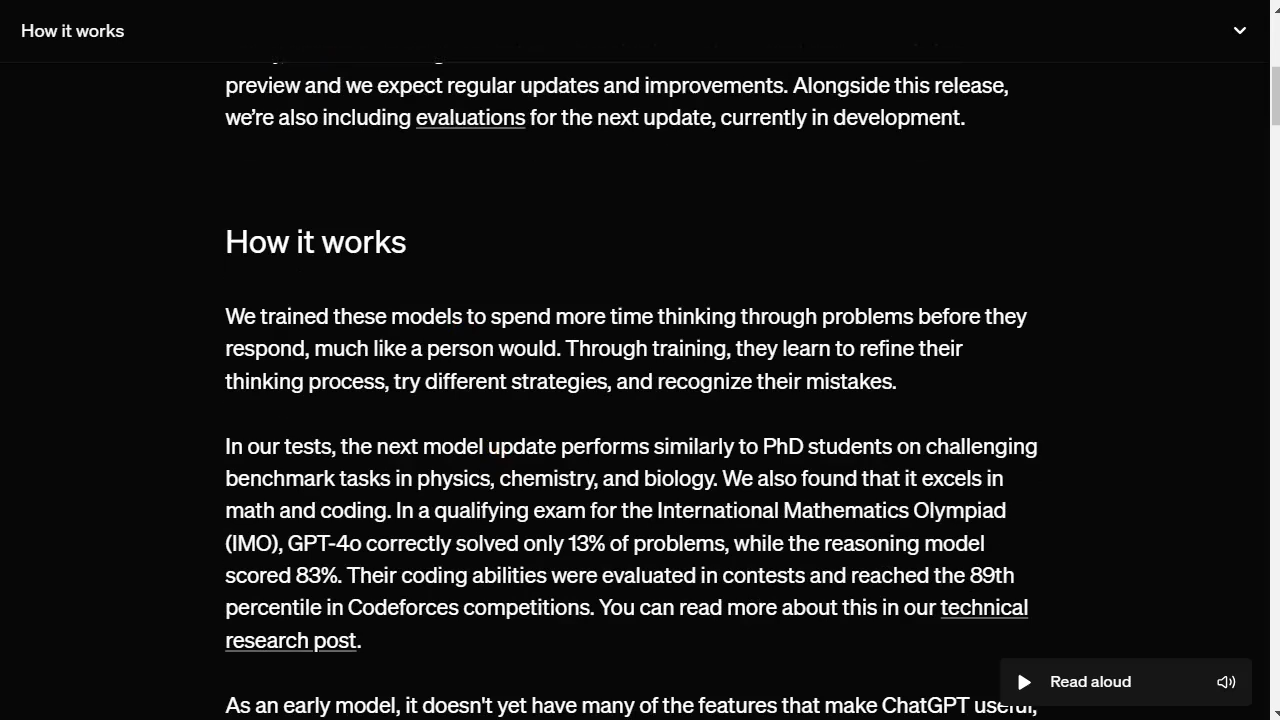 How it works
preview and we expect regular updates and improvements. Alongside this release,
we’re also including evaluations for the next update, currently in development.
How it works
We trained these models to spend more time thinking through problems before they
respond, much like a person would. Through training, they learn to refine their
thinking process, try different strategies, and recognize their mistakes.
In our tests, the next model update performs similarly to PhD students on challenging
benchmark tasks in physics, chemistry, and biology. We also found that it excels in
math and coding. In a qualifying exam for the International Mathematics Olympiad
(IMO), GPT-4o correctly solved only 13% of problems, while the reasoning model
scored 83%. Their coding abilities were evaluated in contests and reached the 89th
percentile in Codeforces competitions. You can read more about this in our technical
research post.
Read aloud
As an early model, it doesn't yet have many of the features that make ChatGPT useful,